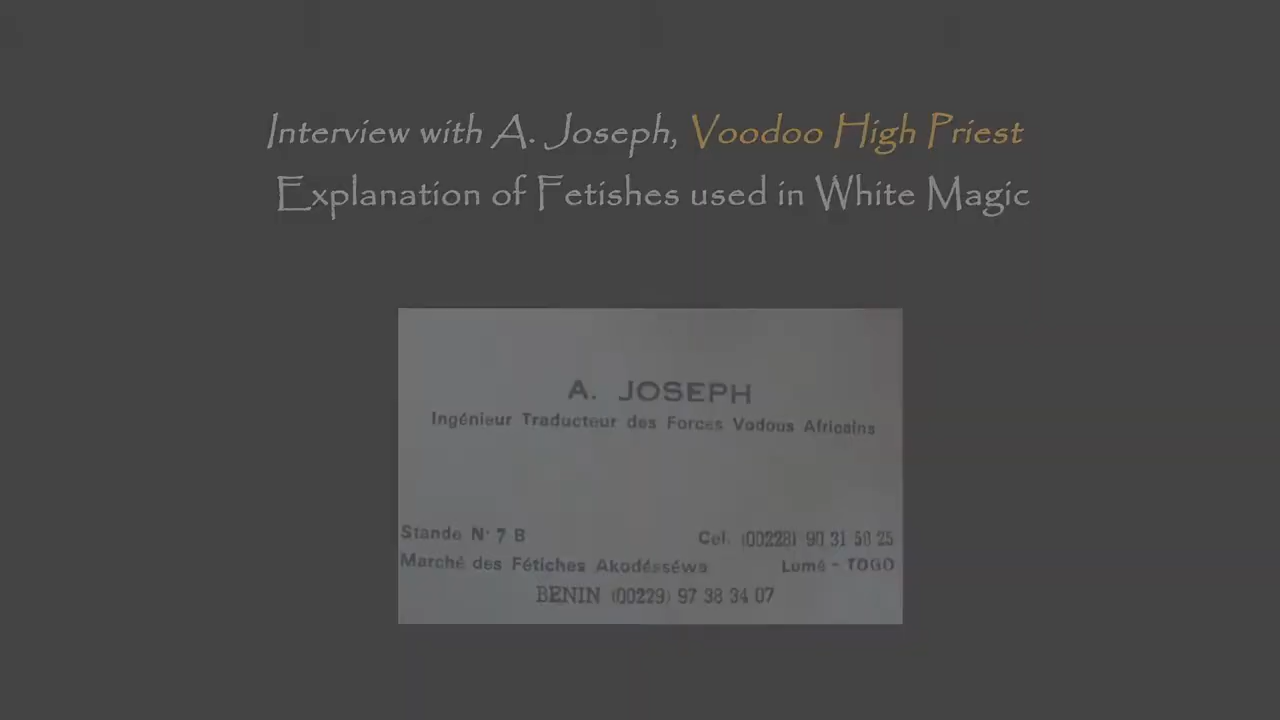 Interview with A. Joseph, Voodoo High Priest
Explanation of Fetishes used in White Magic
A. JOSEPH
Ingénieur Traducteur des Forces Vodous Africains
Stande N° 7 B
Cel. (00228) 90 31 50 25
Marché des Fétiches Akodésséwa
Lomé - TOGO
BENIN (00229) 97 38 34 07